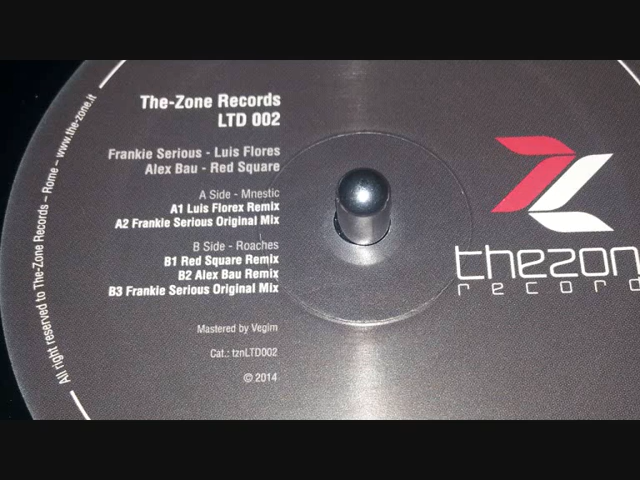 The-Zone Records
LTD 002
Frankie Serious - Luis Flores
Alex Bau - Red Square
A Side - Mnestic
A1 Luis Florex Remix
A2 Frankie Serious Original Mix
B Side - Roaches
B1 Red Square Remix
B2 Alex Bau Remix
B3 Frankie Serious Original Mix
Mastered by Vegim
Cat.: tznLTD002
© 2014
All right reserved to The-Zone Records – Rome – www.the-zone.it
thezon
record